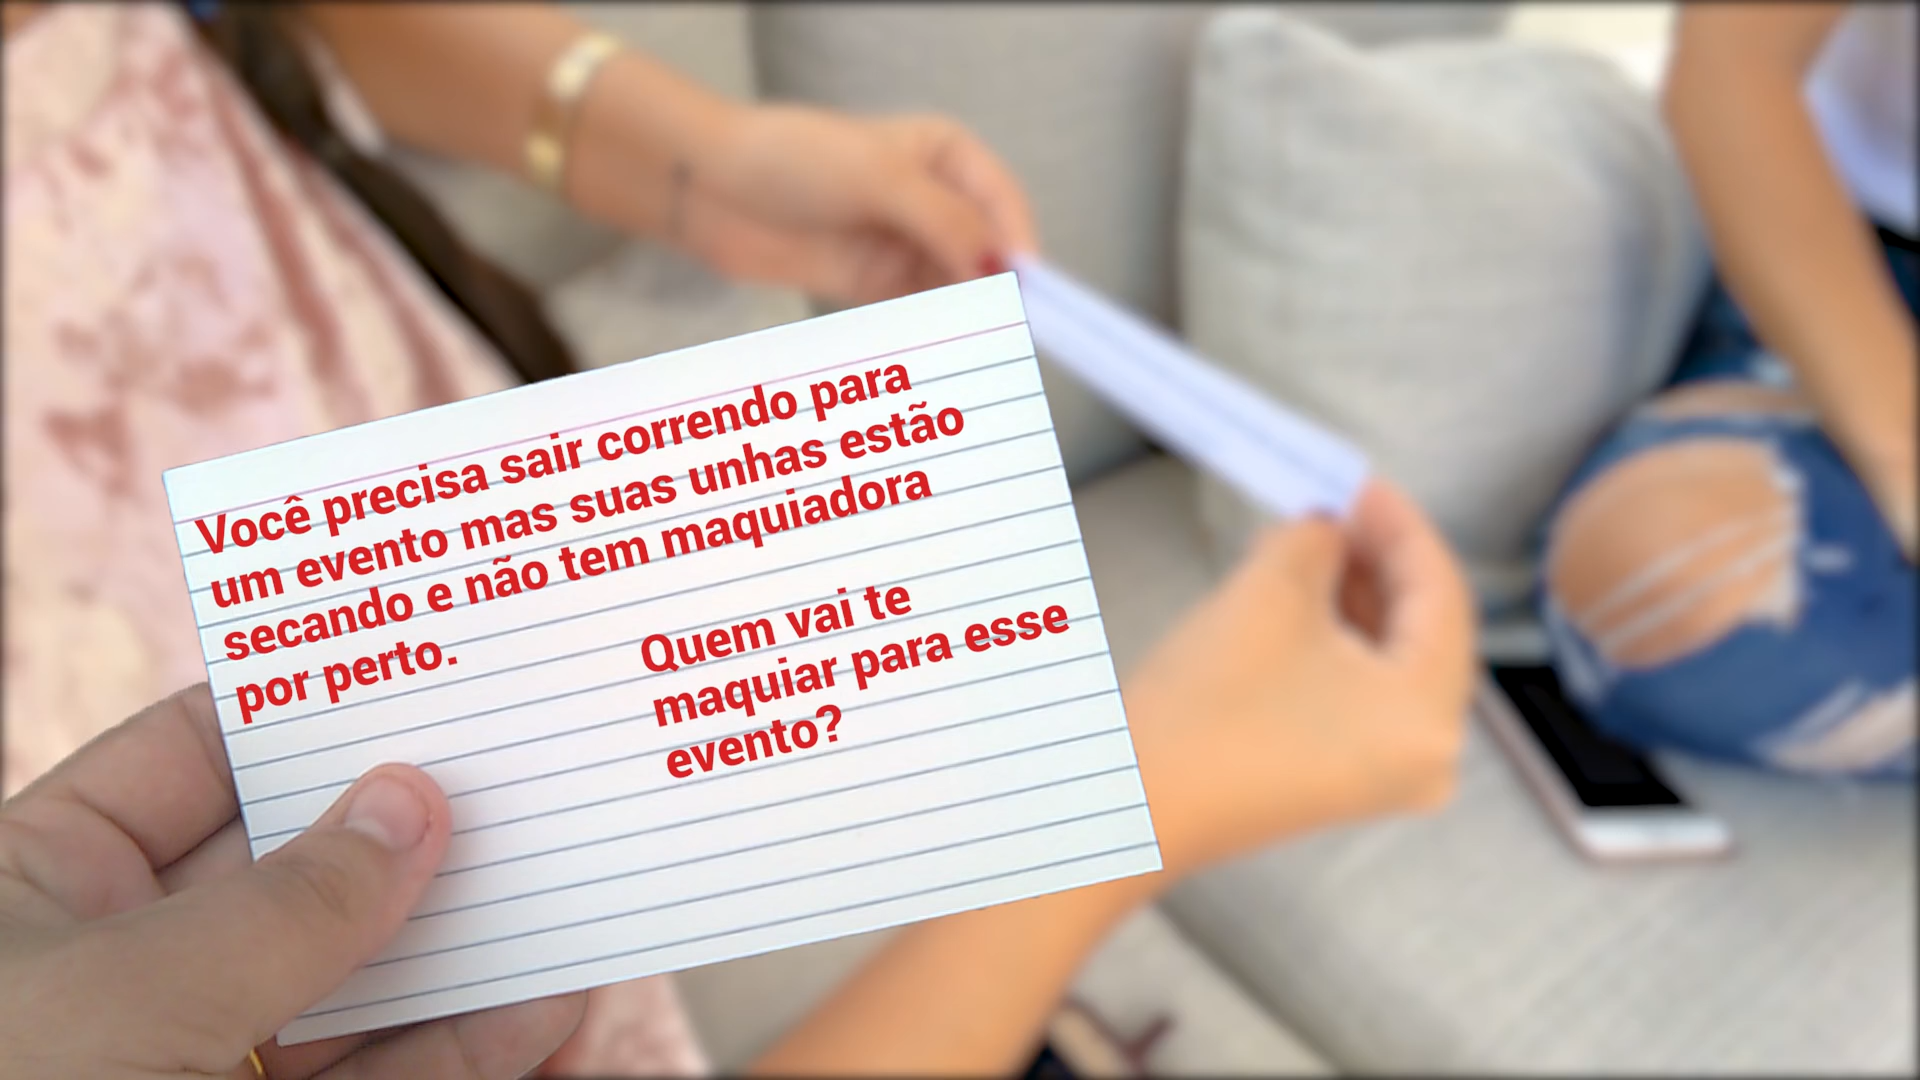 Você precisa sair correndo para
um evento mas suas unhas estão
secando e não tem maquiadora
por perto.
Quem vai te
maquiar para esse
evento?